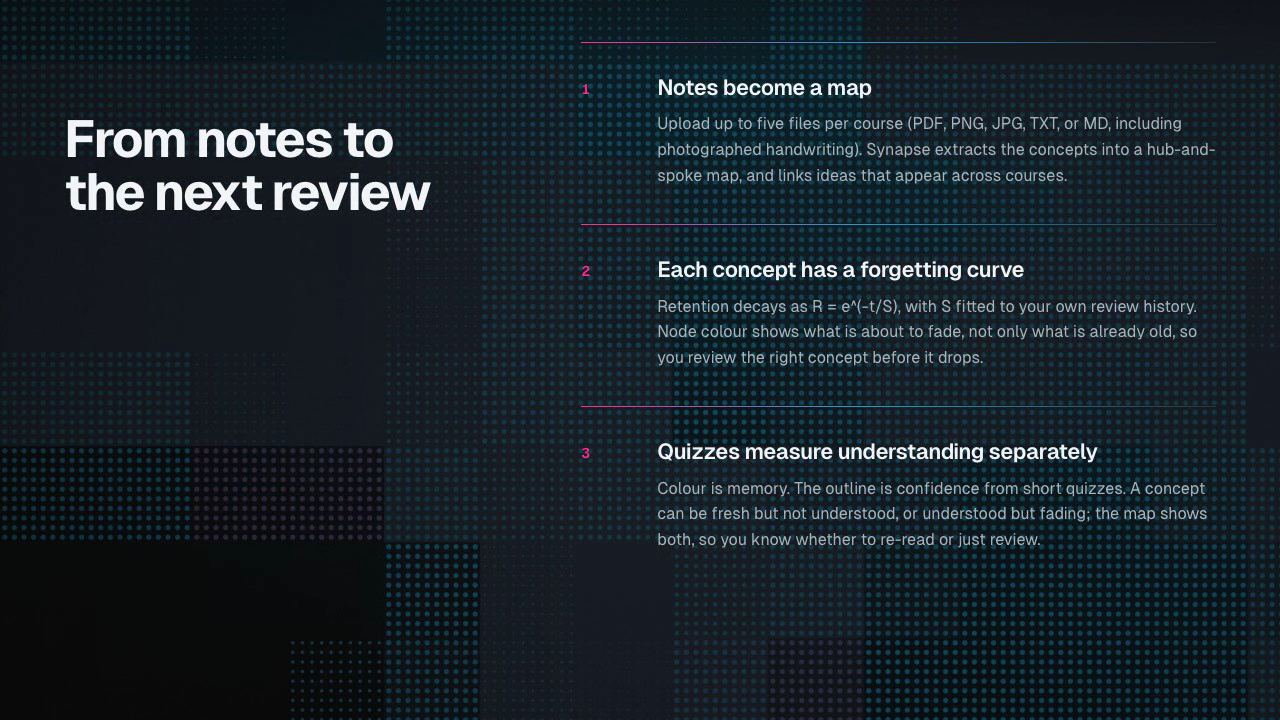 From notes to
the next review
1
Notes become a map
Upload up to five files per course (PDF, PNG, JPG, TXT, or MD, including
photographed handwriting). Synapse extracts the concepts into a hub-and-
spoke map, and links ideas that appear across courses.
2
Each concept has a forgetting curve
Retention decays as R = e^(-t/S), with S fitted to your own review history.
Node colour shows what is about to fade, not only what is already old, so
you review the right concept before it drops.
3
Quizzes measure understanding separately
Colour is memory. The outline is confidence from short quizzes. A concept
can be fresh but not understood, or understood but fading; the map shows
both, so you know whether to re-read or just review.